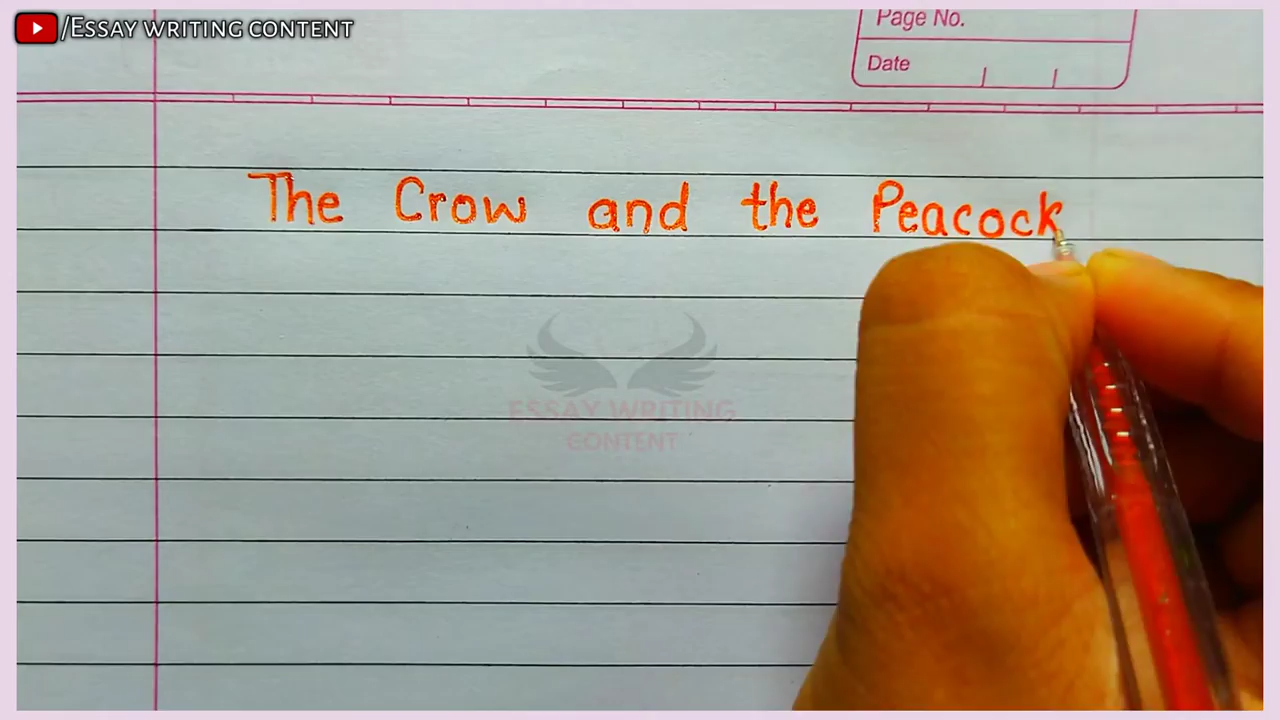 /ESSAY WRITING CONTENT
Page No.
Date
The Crow and the Peacock
ESSAY WRITING
CONTENT